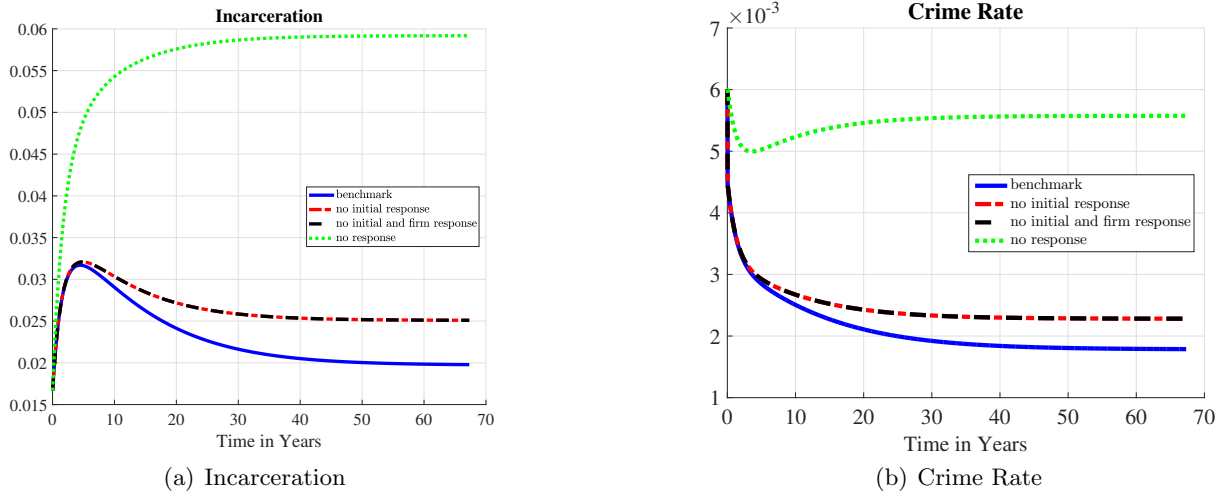 Incarceration
0.06
0.055
0.05
0.045
0.04
0.035
0.03
0.025
0.02
0.015
0 10 20 30 40 50 60 70
Time in Years
benchmark
no initial response
no initial and firm response
no response
(a) Incarceration
Crime Rate
×10⁻³
7
6
5
4
3
2
1
0 10 20 30 40 50 60 70
Time in Years
benchmark
no initial response
no initial and firm response
no response
(b) Crime Rate